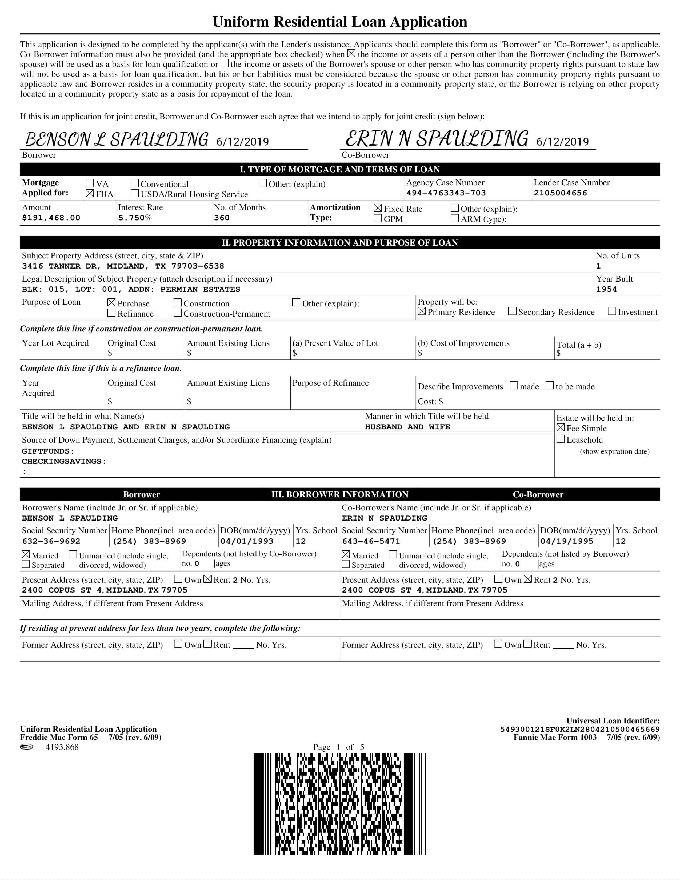 Uniform Residential Loan Application
This application is designed to be completed by the applicant(s) with the Lender's assistance. Applicants should complete this form as "Borrower" or "Co-Borrower", as applicable.
Co-Borrower information must also be provided (and the appropriate box checked) when ☒ the income or assets of a person other than the Borrower (including the Borrower's
spouse) will be used as a basis for loan qualification or ☐ the income or assets of the Borrower's spouse or other person who has community property rights pursuant to state law
will not be used as a basis for loan qualification, but his or her liabilities must be considered because the spouse or other person has community property rights pursuant to
applicable law and Borrower resides in a community property state, the security property is located in a community property state, or the Borrower is relying on other property
located in a community property state as a basis for repayment of the loan.
If this is an application for joint credit, Borrower and Co-Borrower each agree that we intend to apply for joint credit (sign below):
BENSON L SPAULDING 6/12/2019 ERIN N SPAULDING 6/12/2019
Borrower Co-Borrower
I. TYPE OF MORTGAGE AND TERMS OF LOAN
Mortgage ☐ VA ☐ Conventional ☐ Other: (explain) Agency Case Number Lender Case Number
Applied for: ☒ FHA ☐ USDA/Rural Housing Service 494-4763343-703 2105004656
Amount Interest Rate No. of Months Amortization ☒ Fixed Rate ☐ Other (explain):
$191,468.00 5.750% 360 Type: ☐ GPM ☐ ARM (type):
II. PROPERTY INFORMATION AND PURPOSE OF LOAN
Subject Property Address (street, city, state & ZIP) No. of Units
3416 TANNER DR, MIDLAND, TX 79703-6538 1
Legal Description of Subject Property (attach description if necessary) Year Built
BLK: 015, LOT: 001, ADDN: PERMIAN ESTATES 1954
Purpose of Loan ☒ Purchase ☐ Construction ☐ Other (explain): Property will be:
☐ Refinance ☐ Construction-Permanent ☒ Primary Residence ☐ Secondary Residence ☐ Investment
Complete this line if construction or construction-permanent loan.
Year Lot Acquired Original Cost Amount Existing Liens (a) Present Value of Lot (b) Cost of Improvements Total (a + b)
$ $ $ $ $
Complete this line if this is a refinance loan.
Year Original Cost Amount Existing Liens Purpose of Refinance Describe Improvements ☐ made ☐ to be made
Acquired
$ $ Cost: $
Title will be held in what Name(s) Manner in which Title will be held Estate will be held in:
BENSON L SPAULDING AND ERIN N SPAULDING HUSBAND AND WIFE ☒ Fee Simple
Source of Down Payment, Settlement Charges, and/or Subordinate Financing (explain) ☐ Leasehold
GIFTFUNDS: (show expiration date)
CHECKINGSAVINGS:
:
Borrower III. BORROWER INFORMATION Co-Borrower
Borrower's Name (include Jr. or Sr. if applicable) Co-Borrower's Name (include Jr. or Sr. if applicable)
BENSON L SPAULDING ERIN N SPAULDING
Social Security Number Home Phone(incl. area code) DOB(mm/dd/yyyy) Yrs. School Social Security Number Home Phone(incl. area code) DOB(mm/dd/yyyy) Yrs. School
632-36-9692 (254) 383-8969 04/01/1993 12 643-46-5471 (254) 383-8969 04/19/1995 12
☒ Married ☐ Unmarried (include single, Dependents (not listed by Co-Borrower) ☒ Married ☐ Unmarried (include single, Dependents (not listed by Borrower)
☐ Separated divorced, widowed) no. 0 ages ☐ Separated divorced, widowed) no. 0 ages
Present Address (street, city, state, ZIP) ☐ Own ☒ Rent 2 No. Yrs. Present Address (street, city, state, ZIP) ☐ Own ☒ Rent 2 No. Yrs.
2400 COPUS ST 4,MIDLAND,TX 79705 2400 COPUS ST 4,MIDLAND,TX 79705
Mailing Address, if different from Present Address Mailing Address, if different from Present Address
If residing at present address for less than two years, complete the following:
Former Address (street, city, state, ZIP) ☐ Own ☐ Rent ____ No. Yrs. Former Address (street, city, state, ZIP) ☐ Own ☐ Rent ____ No. Yrs.
Universal Loan Identifier:
Uniform Residential Loan Application 5493001218F0X2LN2804210500465669
Freddie Mac Form 65 7/05 (rev. 6/09) Fannie Mae Form 1003 7/05 (rev. 6/09)
4193.868 Page 1 of 5